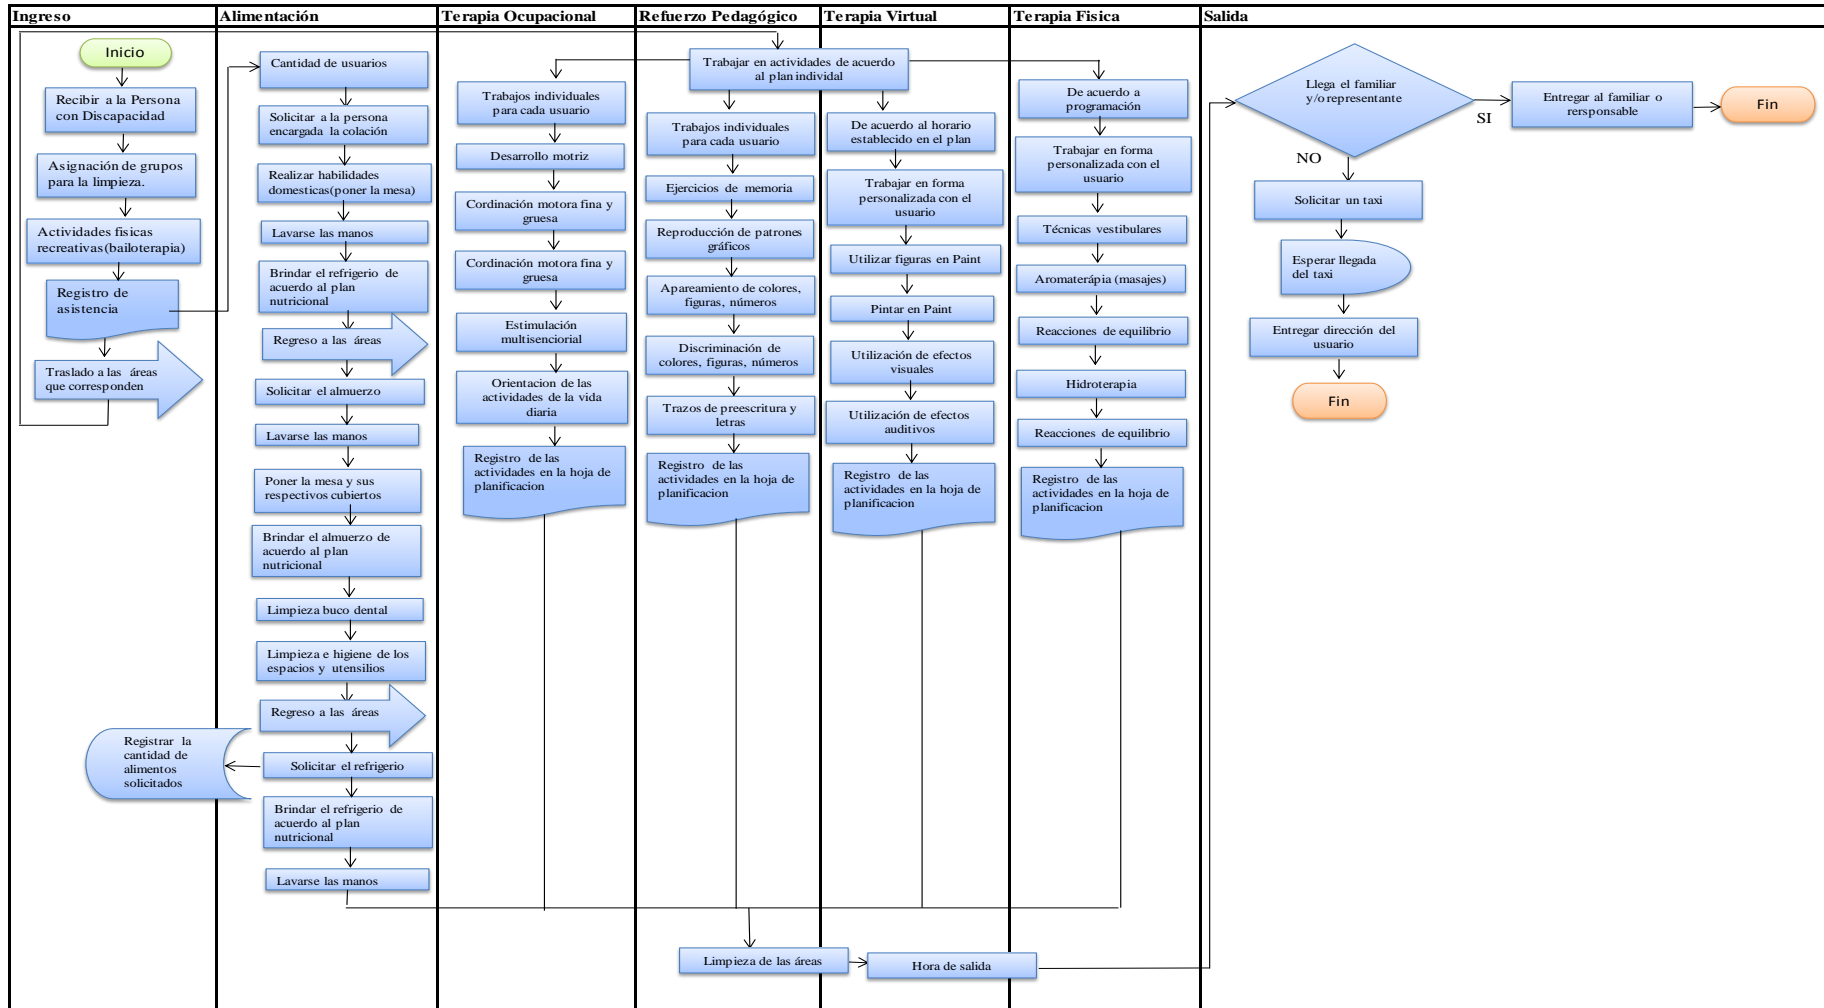 Ingreso
Alimentación
Terapia Ocupacional
Refuerzo Pedagógico
Terapia Virtual
Terapia Fisica
Salida
Inicio
Recibir a la Persona
con Discapacidad
Asignación de grupos
para la limpieza.
Actividades fisicas
recreativas(bailoterapia)
Registro de
asistencia
Traslado a las áreas
que corresponden
Cantidad de usuarios
Solicitar a la persona
encargada la colación
Realizar habilidades
domesticas(poner la mesa)
Lavarse las manos
Brindar el refrigerio de
acuerdo al plan
nutricional
Regreso a las áreas
Solicitar el almuerzo
Lavarse las manos
Poner la mesa y sus
respectivos cubiertos
Brindar el almuerzo de
acuerdo al plan
nutricional
Limpieza buco dental
Limpieza e higiene de los
espacios y utensilios
Regreso a las áreas
Solicitar el refrigerio
Registrar la
cantidad de
alimentos
solicitados
Brindar el refrigerio de
acuerdo al plan
nutricional
Lavarse las manos
Trabajar en actividades de acuerdo
al plan individal
Trabajos individuales
para cada usuario
Desarrollo motriz
Cordinación motora fina y
gruesa
Cordinación motora fina y
gruesa
Estimulación
multisenciorial
Orientacion de las
actividades de la vida
diaria
Registro de las
actividades en la hoja de
planificacion
Trabajos individuales
para cada usuario
Ejercicios de memoria
Reproducción de patrones
gráficos
Apareamiento de colores,
figuras, números
Discriminación de
colores, figuras, números
Trazos de preescritura y
letras
Registro de las
actividades en la hoja de
planificacion
De acuerdo al horario
establecido en el plan
Trabajar en forma
personalizada con el
usuario
Utilizar figuras en Paint
Pintar en Paint
Utilización de efectos
visuales
Utilización de efectos
auditivos
Registro de las
actividades en la hoja de
planificacion
De acuerdo a
programación
Trabajar en forma
personalizada con el
usuario
Técnicas vestibulares
Aromaterápia (masajes)
Reacciones de equilibrio
Hidroterapia
Reacciones de equilibrio
Registro de las
actividades en la hoja de
planificacion
Limpieza de las áreas
Hora de salida
Llega el familiar
y/o representante
SI
Entregar al familiar o
rersponsable
Fin
NO
Solicitar un taxi
Esperar llegada
del taxi
Entregar dirección del
usuario
Fin